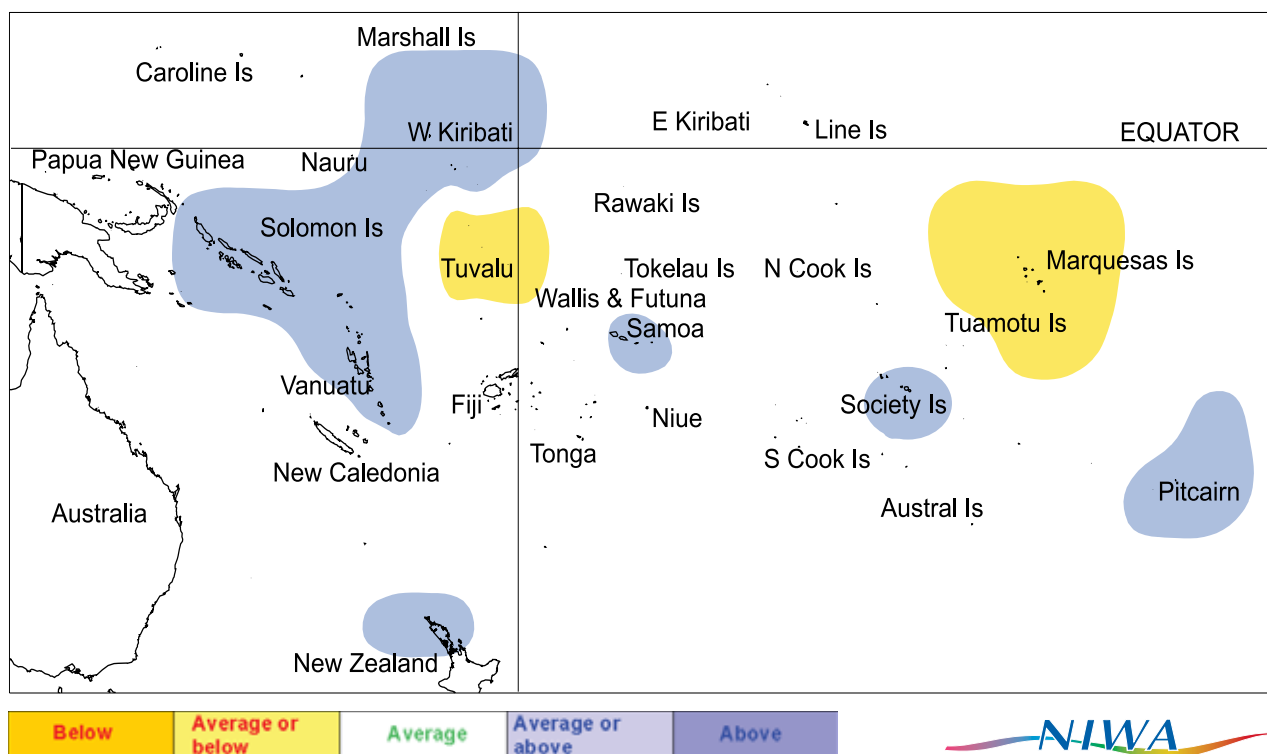 Marshall Is
Caroline Is
W Kiribati
E Kiribati
Line Is
EQUATOR
Papua New Guinea
Nauru
Rawaki Is
Solomon Is
Tuvalu
Tokelau Is
N Cook Is
Marquesas Is
Wallis & Futuna
Samoa
Tuamotu Is
Vanuatu
Fiji
Niue
Society Is
Tonga
New Caledonia
S Cook Is
Pitcairn
Australia
Austral Is
New Zealand
Below
Average or
below
Average
Average or
above
Above
NIWA